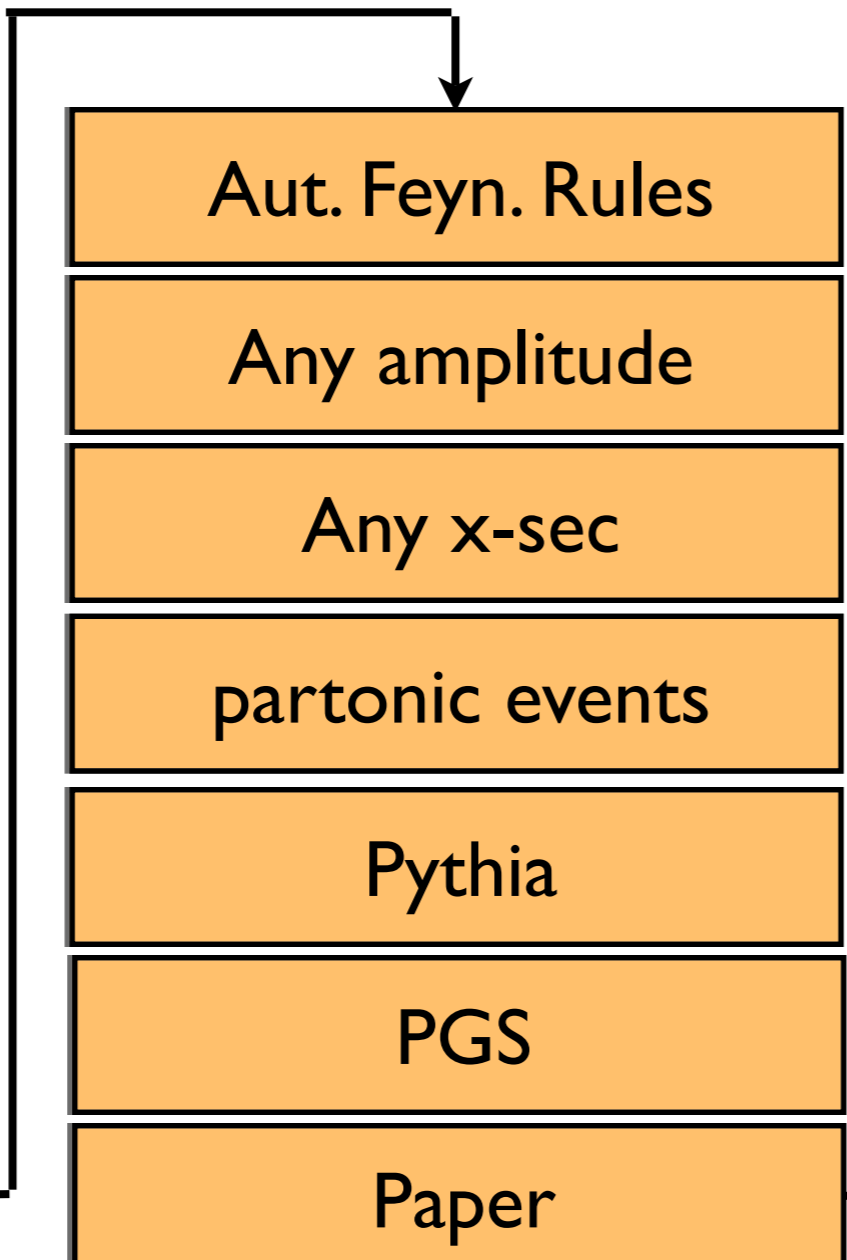 Aut. Feyn. Rules
Any amplitude
Any x-sec
partonic events
Pythia
PGS
Paper